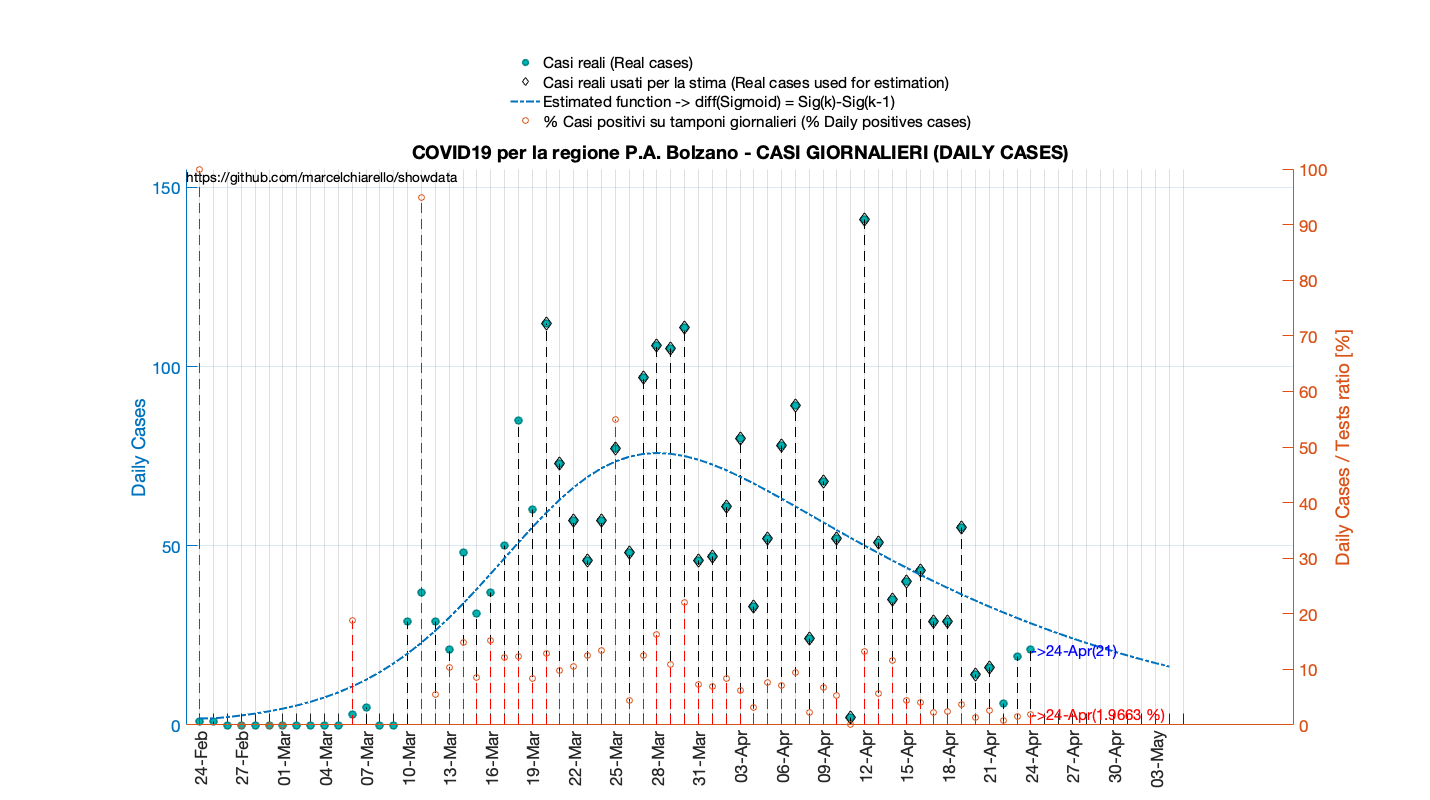 Casi reali (Real cases)
Casi reali usati per la stima (Real cases used for estimation)
Estimated function -> diff(Sigmoid) = Sig(k)-Sig(k-1)
% Casi positivi su tamponi giornalieri (% Daily positives cases)
COVID19 per la regione P.A. Bolzano - CASI GIORNALIERI (DAILY CASES)
https://github.com/marcelchiarello/showdata
150
100
50
0
Daily Cases
100
90
80
70
60
50
40
30
20
10
0
Daily Cases / Tests ratio [%]
->24-Apr(21)
->24-Apr(1.9663 %)
24-Feb
27-Feb
01-Mar
04-Mar
07-Mar
10-Mar
13-Mar
16-Mar
19-Mar
22-Mar
25-Mar
28-Mar
31-Mar
03-Apr
06-Apr
09-Apr
12-Apr
15-Apr
18-Apr
21-Apr
24-Apr
27-Apr
30-Apr
03-May